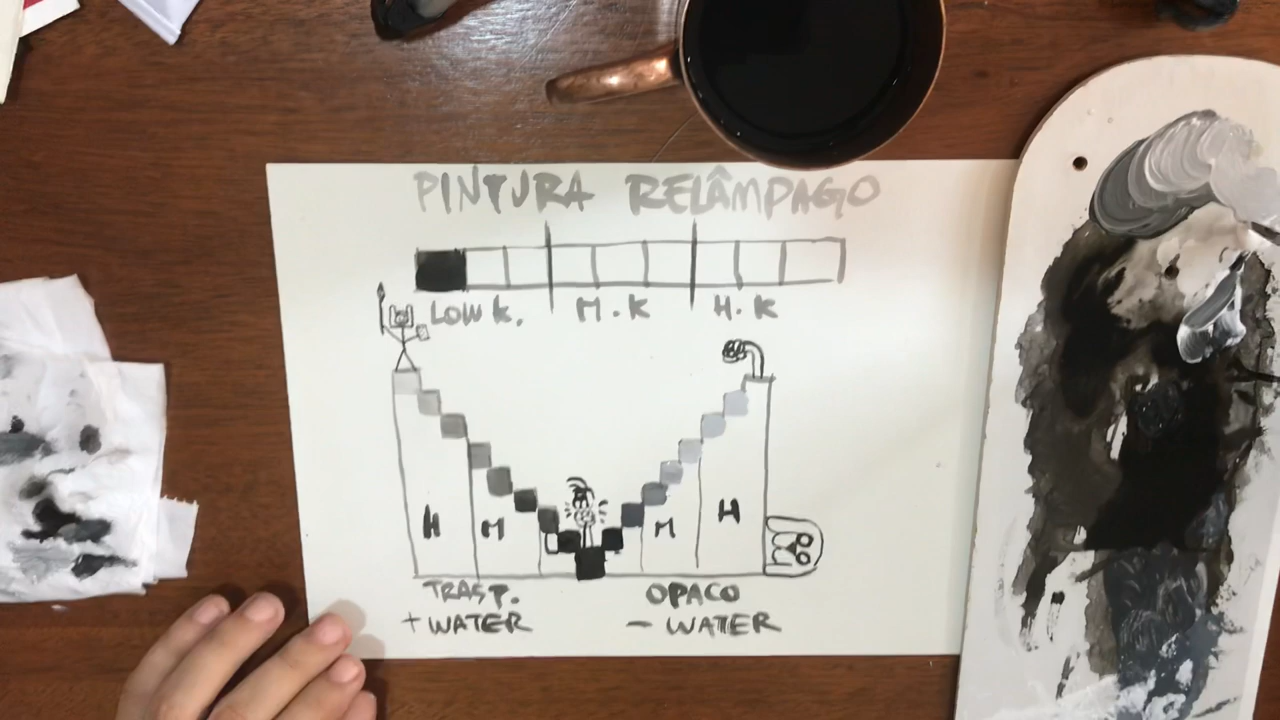 PINTURA RELÂMPAGO
LOW K. M.K H.K
H M M H
TRASP. OPACO
+ WATER - WATER